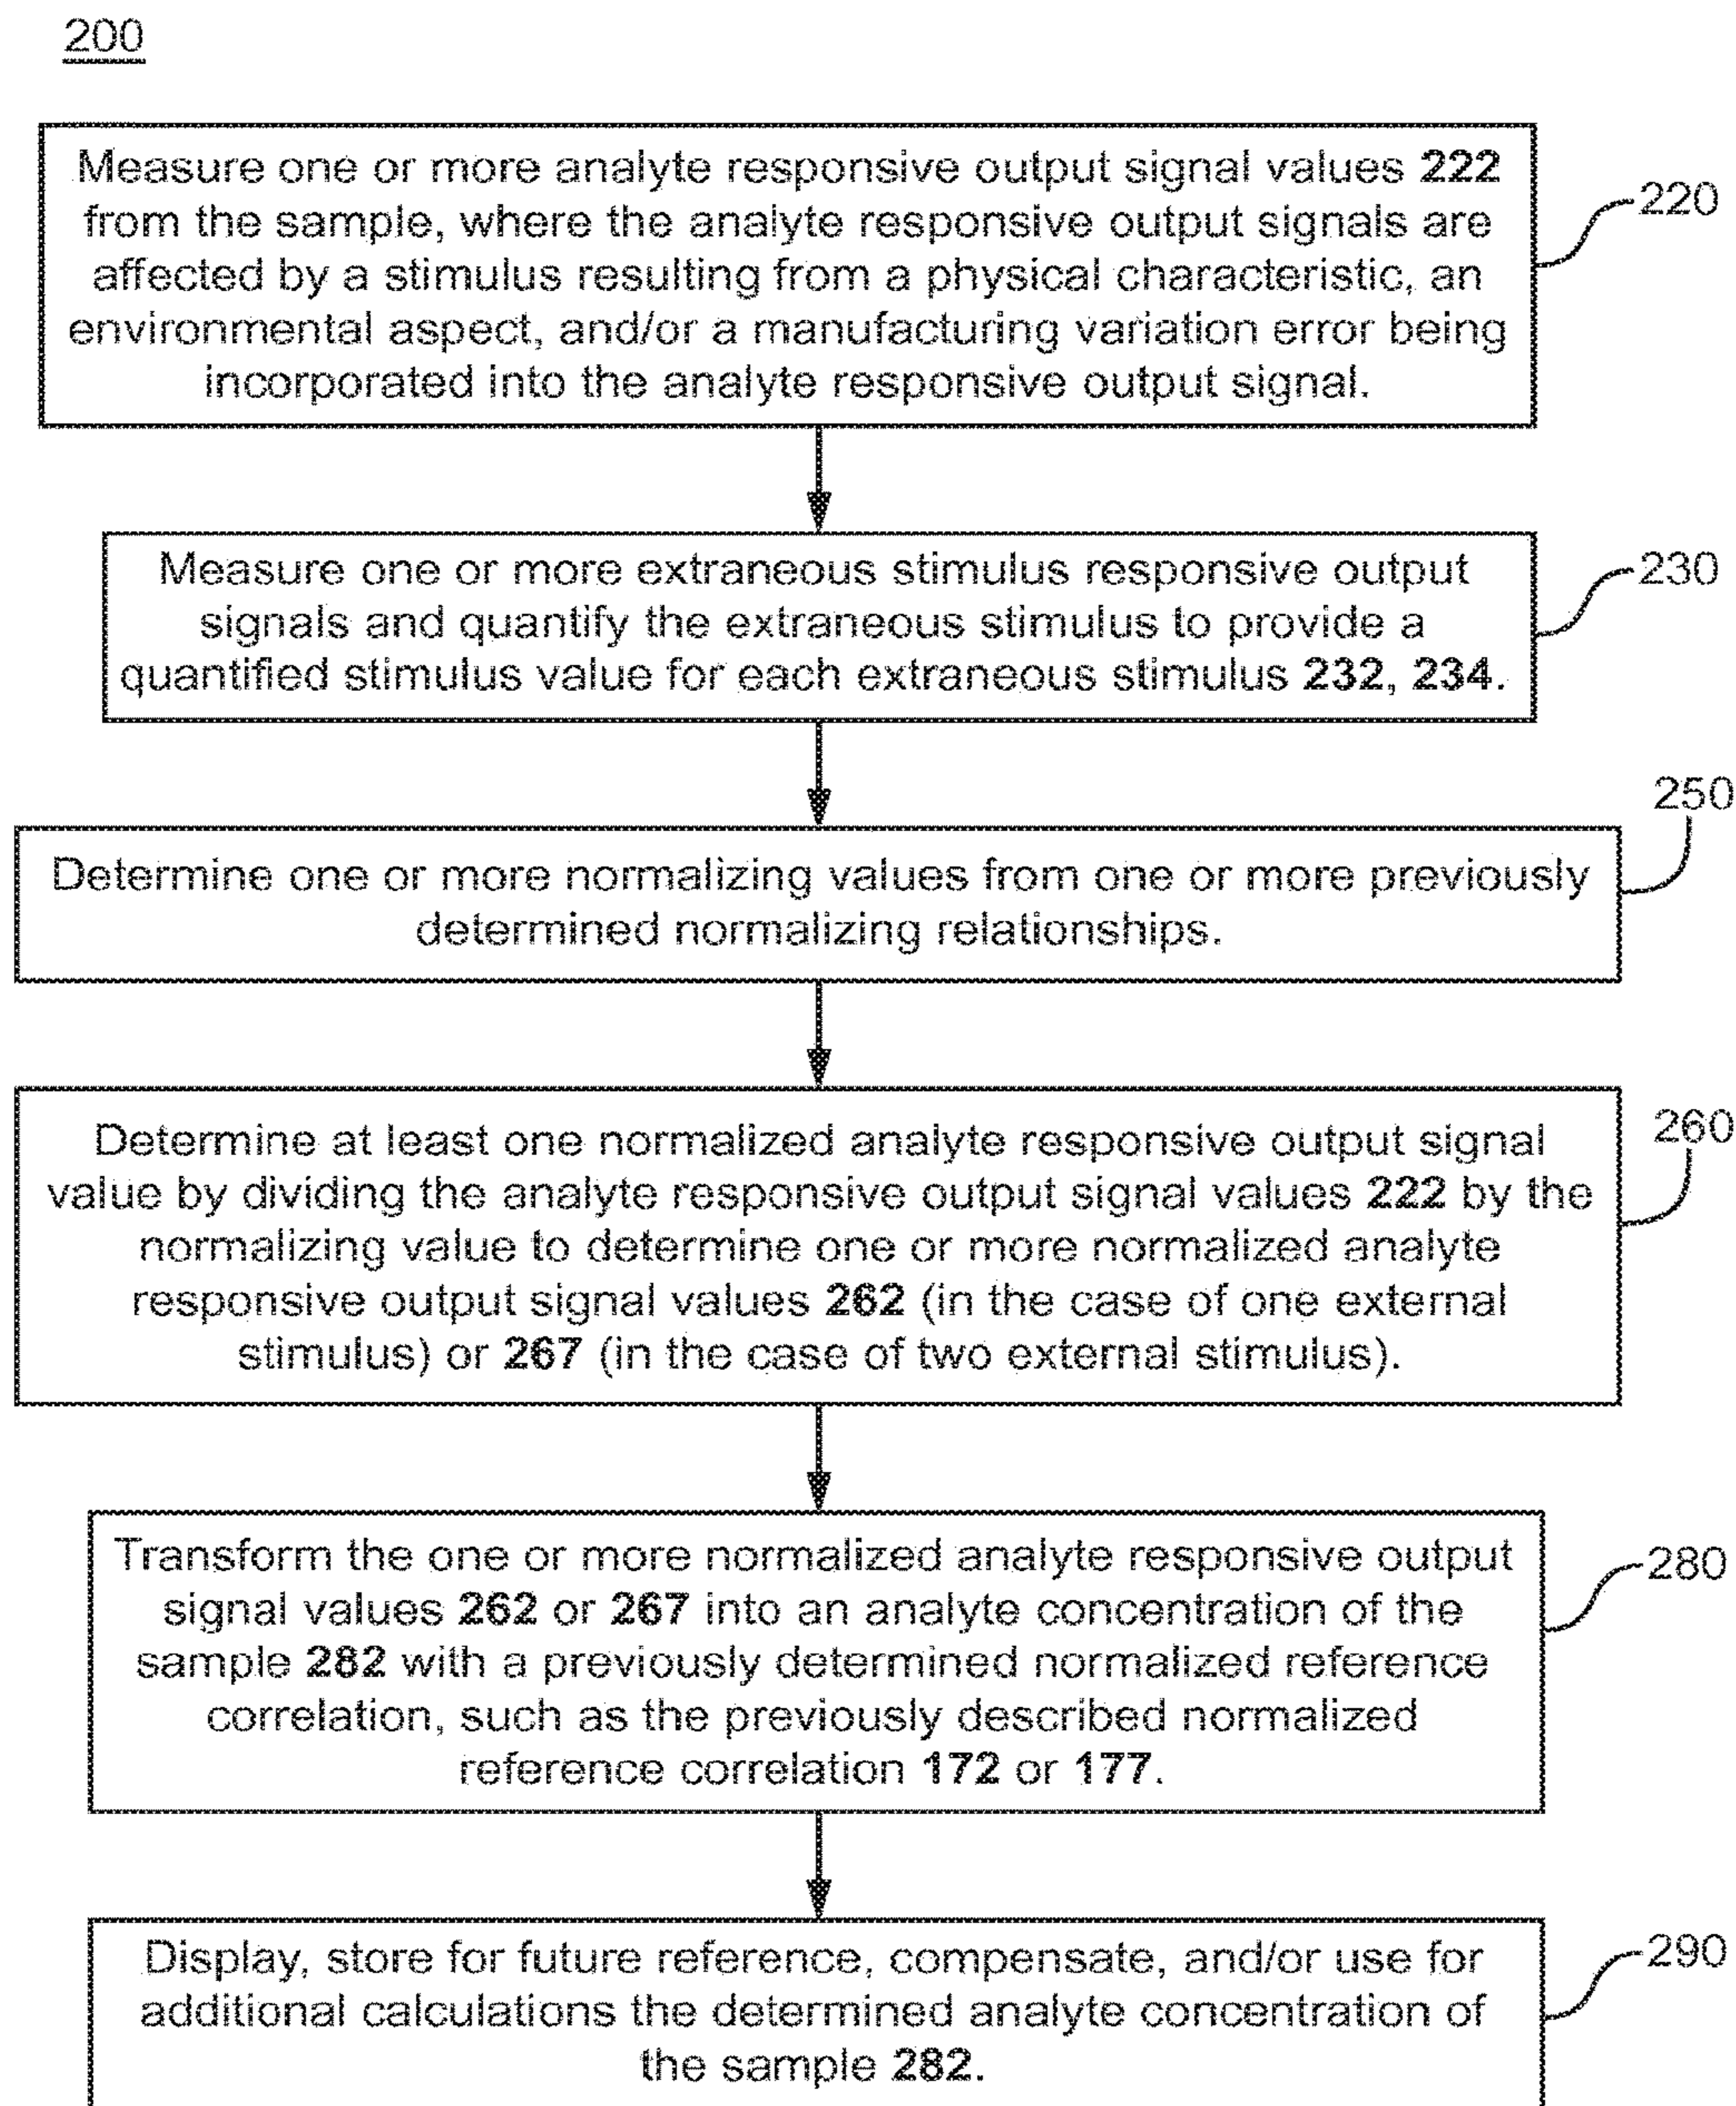 200
Measure one or more analyte responsive output signal values 222
from the sample, where the analyte responsive output signals are
affected by a stimulus resulting from a physical characteristic, an
environmental aspect, and/or a manufacturing variation error being
incorporated into the analyte responsive output signal.
220
Measure one or more extraneous stimulus responsive output
signals and quantify the extraneous stimulus to provide a
quantified stimulus value for each extraneous stimulus 232, 234.
230
Determine one or more normalizing values from one or more previously
determined normalizing relationships.
250
Determine at least one normalized analyte responsive output signal
value by dividing the analyte responsive output signal values 222 by the
normalizing value to determine one or more normalized analyte
responsive output signal values 262 (in the case of one external
stimulus) or 267 (in the case of two external stimulus).
260
Transform the one or more normalized analyte responsive output
signal values 262 or 267 into an analyte concentration of the
sample 282 with a previously determined normalized reference
correlation, such as the previously described normalized
reference correlation 172 or 177.
280
Display, store for future reference, compensate, and/or use for
additional calculations the determined analyte concentration of
the sample 282.
290